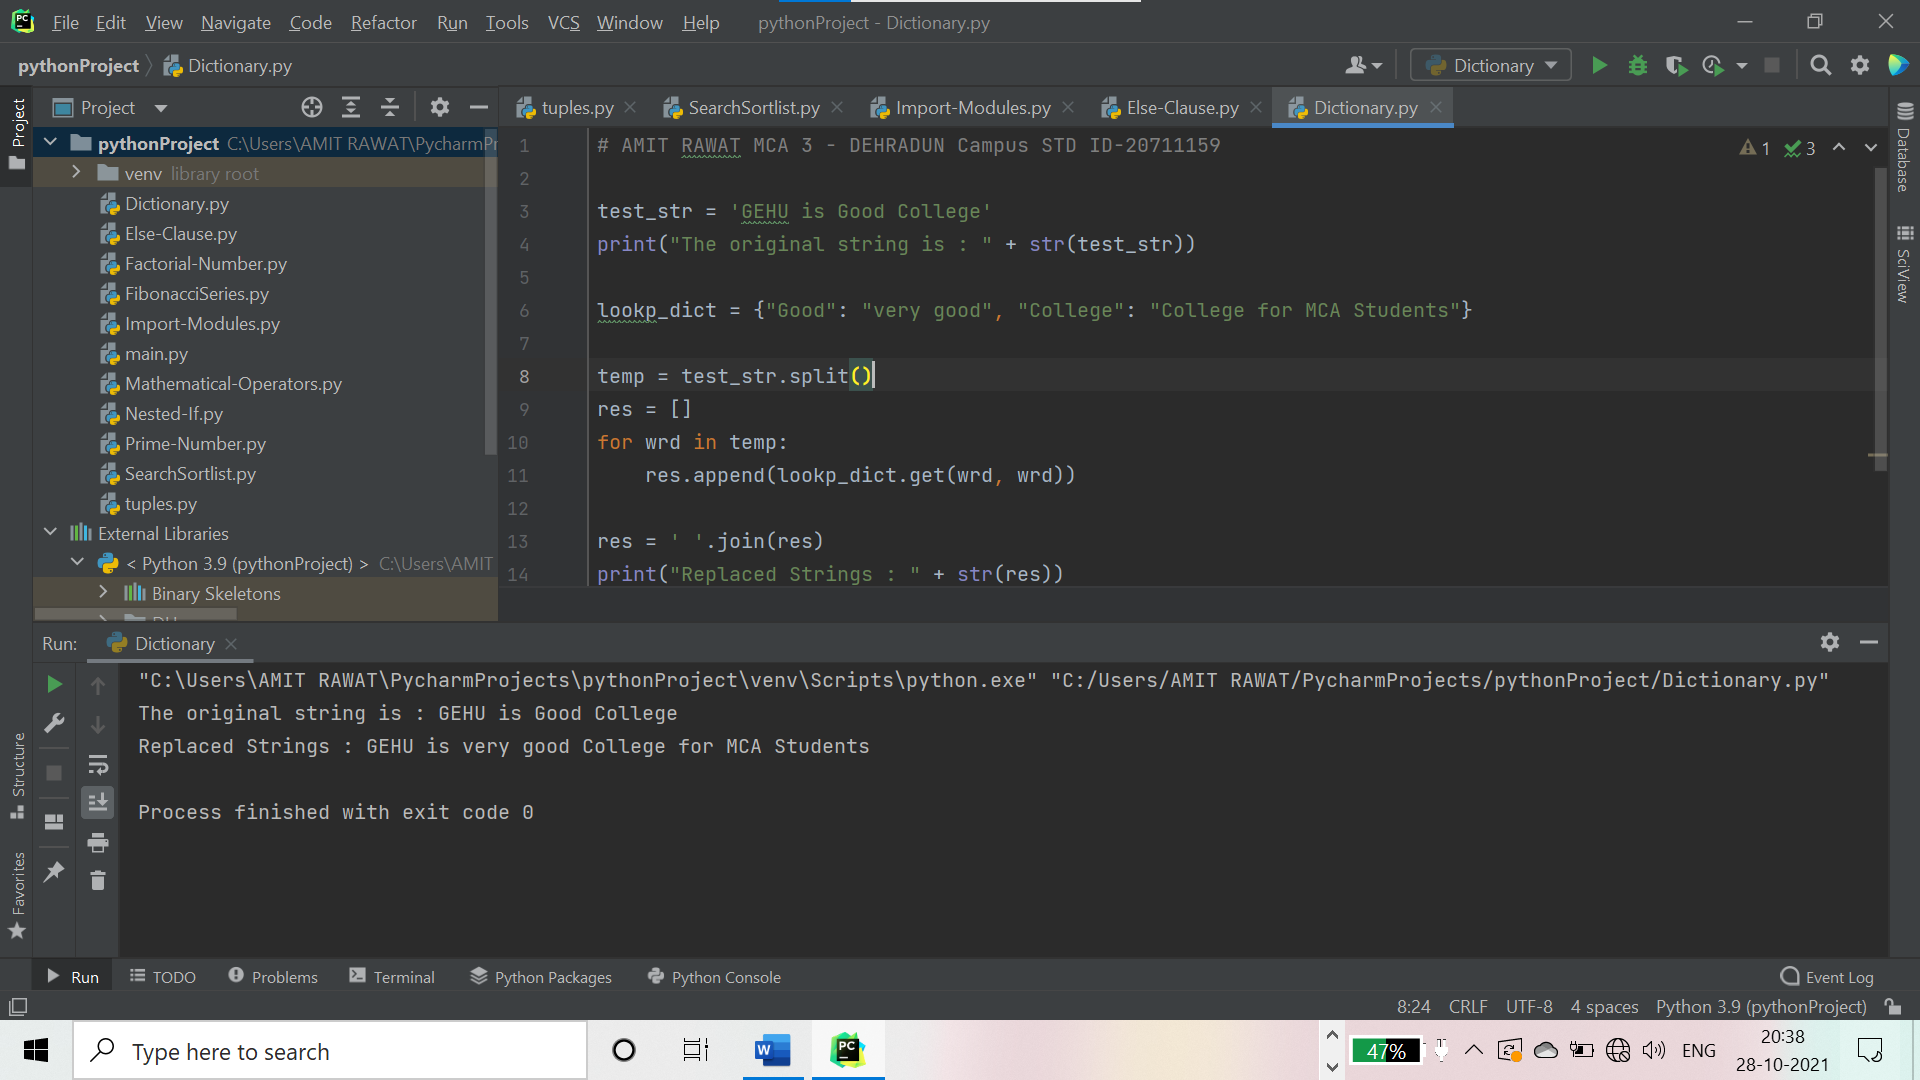 File Edit View Navigate Code Refactor Run Tools VCS Window Help pythonProject - Dictionary.py
pythonProject Dictionary.py Dictionary
Project
Project
pythonProject C:\Users\AMIT RAWAT\PycharmPr
venv library root
Dictionary.py
Else-Clause.py
Factorial-Number.py
FibonacciSeries.py
Import-Modules.py
main.py
Mathematical-Operators.py
Nested-If.py
Prime-Number.py
SearchSortlist.py
tuples.py
External Libraries
< Python 3.9 (pythonProject) > C:\Users\AMIT
Binary Skeletons
tuples.py SearchSortlist.py Import-Modules.py Else-Clause.py Dictionary.py
1 # AMIT RAWAT MCA 3 - DEHRADUN Campus STD ID-20711159
2
3 test_str = 'GEHU is Good College'
4 print("The original string is : " + str(test_str))
5
6 lookp_dict = {"Good": "very good", "College": "College for MCA Students"}
7
8 temp = test_str.split()
9 res = []
10 for wrd in temp:
11 res.append(lookp_dict.get(wrd, wrd))
12
13 res = ' '.join(res)
14 print("Replaced Strings : " + str(res))
1 3
Database
SciView
Run: Dictionary
"C:\Users\AMIT RAWAT\PycharmProjects\pythonProject\venv\Scripts\python.exe" "C:/Users/AMIT RAWAT/PycharmProjects/pythonProject/Dictionary.py"
The original string is : GEHU is Good College
Replaced Strings : GEHU is very good College for MCA Students
Process finished with exit code 0
Structure
Favorites
Run TODO Problems Terminal Python Packages Python Console Event Log
8:24 CRLF UTF-8 4 spaces Python 3.9 (pythonProject)
Type here to search
47%
ENG
20:38
28-10-2021